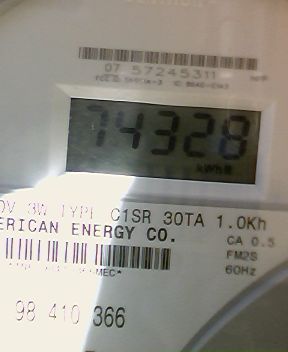 07 57245311
74328
kWh
3W TYPE C1SR 30TA 1.0Kh
ERICAN ENERGY CO.
CA 0.5
FM2S
60Hz
98 410 366